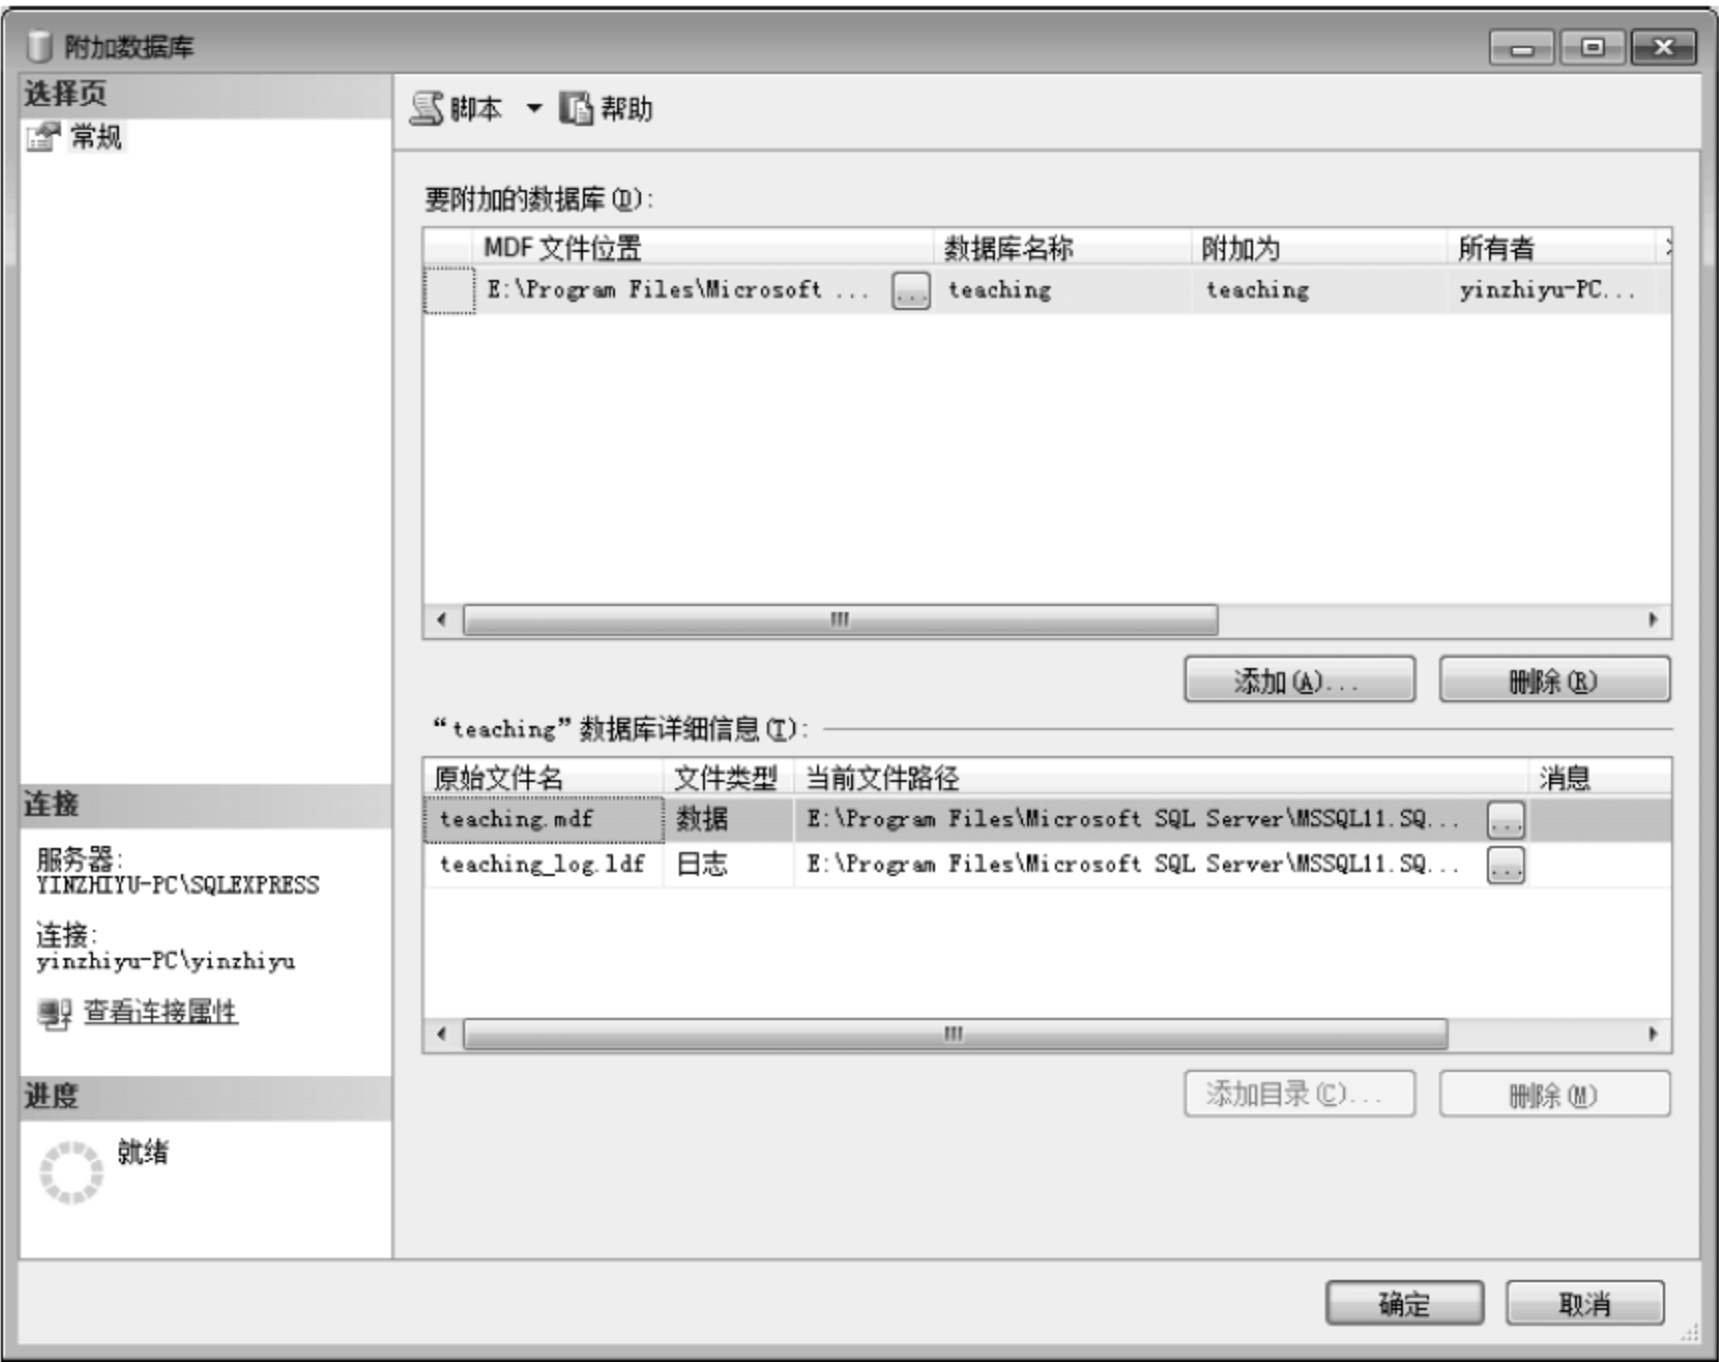 附加数据库
选择页
常规
脚本 帮助
要附加的数据库(D):
MDF 文件位置 数据库名称 附加为 所有者
E:\Program Files\Microsoft ... ... teaching teaching yinzhiyu-PC...
添加(A)... 删除(R)
“teaching”数据库详细信息(T):
原始文件名 文件类型 当前文件路径 消息
teaching.mdf 数据 E:\Program Files\Microsoft SQL Server\MSSQL11.SQ... ...
teaching_log.ldf 日志 E:\Program Files\Microsoft SQL Server\MSSQL11.SQ... ...
添加目录(C)... 删除(M)
连接
服务器:
YINZHIYU-PC\SQLEXPRESS
连接:
yinzhiyu-PC\yinzhiyu
查看连接属性
进度
就绪
确定 取消